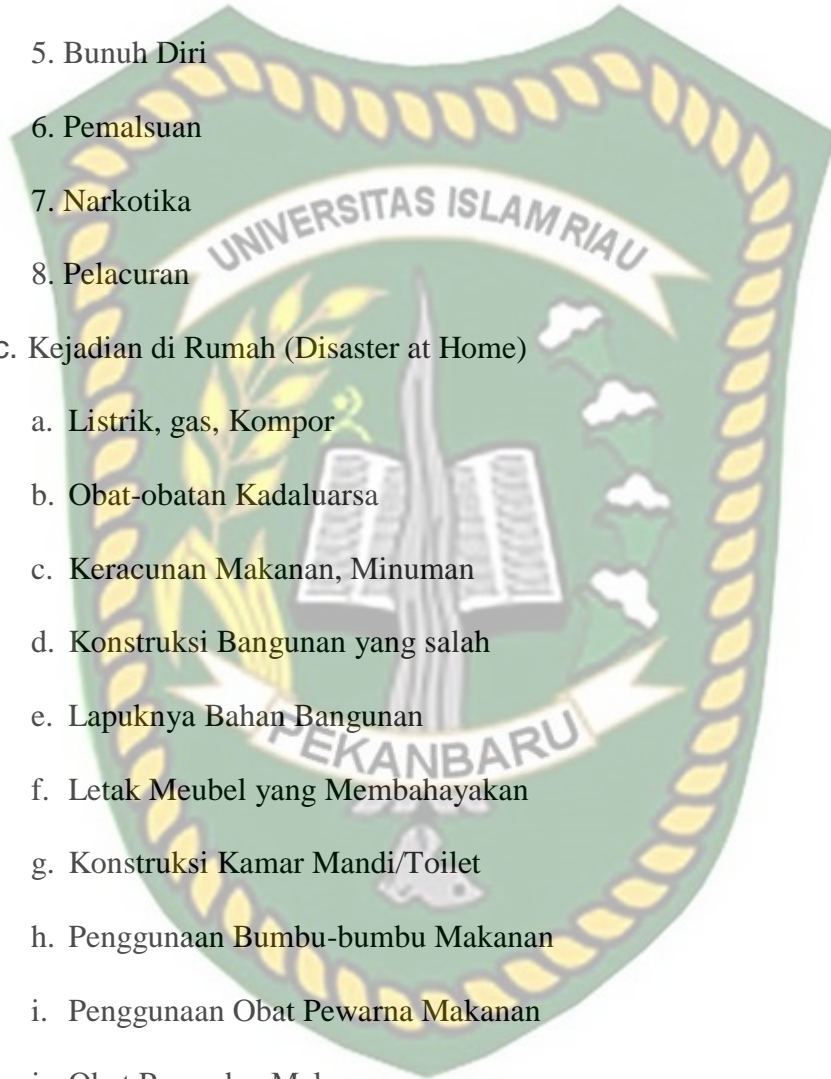 5. Bunuh Diri
6. Pemalsuan
7. Narkotika
UNIVERSITAS ISLAM RIAU
8. Pelacuran
c. Kejadian di Rumah (Disaster at Home)
a. Listrik, gas, Kompor
b. Obat-obatan Kadaluarsa
c. Keracunan Makanan, Minuman
d. Konstruksi Bangunan yang salah
e. Lapuknya Bahan Bangunan
PEKANBARU
f. Letak Meubel yang Membahayakan
g. Konstruksi Kamar Mandi/Toilet
h. Penggunaan Bumbu-bumbu Makanan
i. Penggunaan Obat Pewarna Makanan